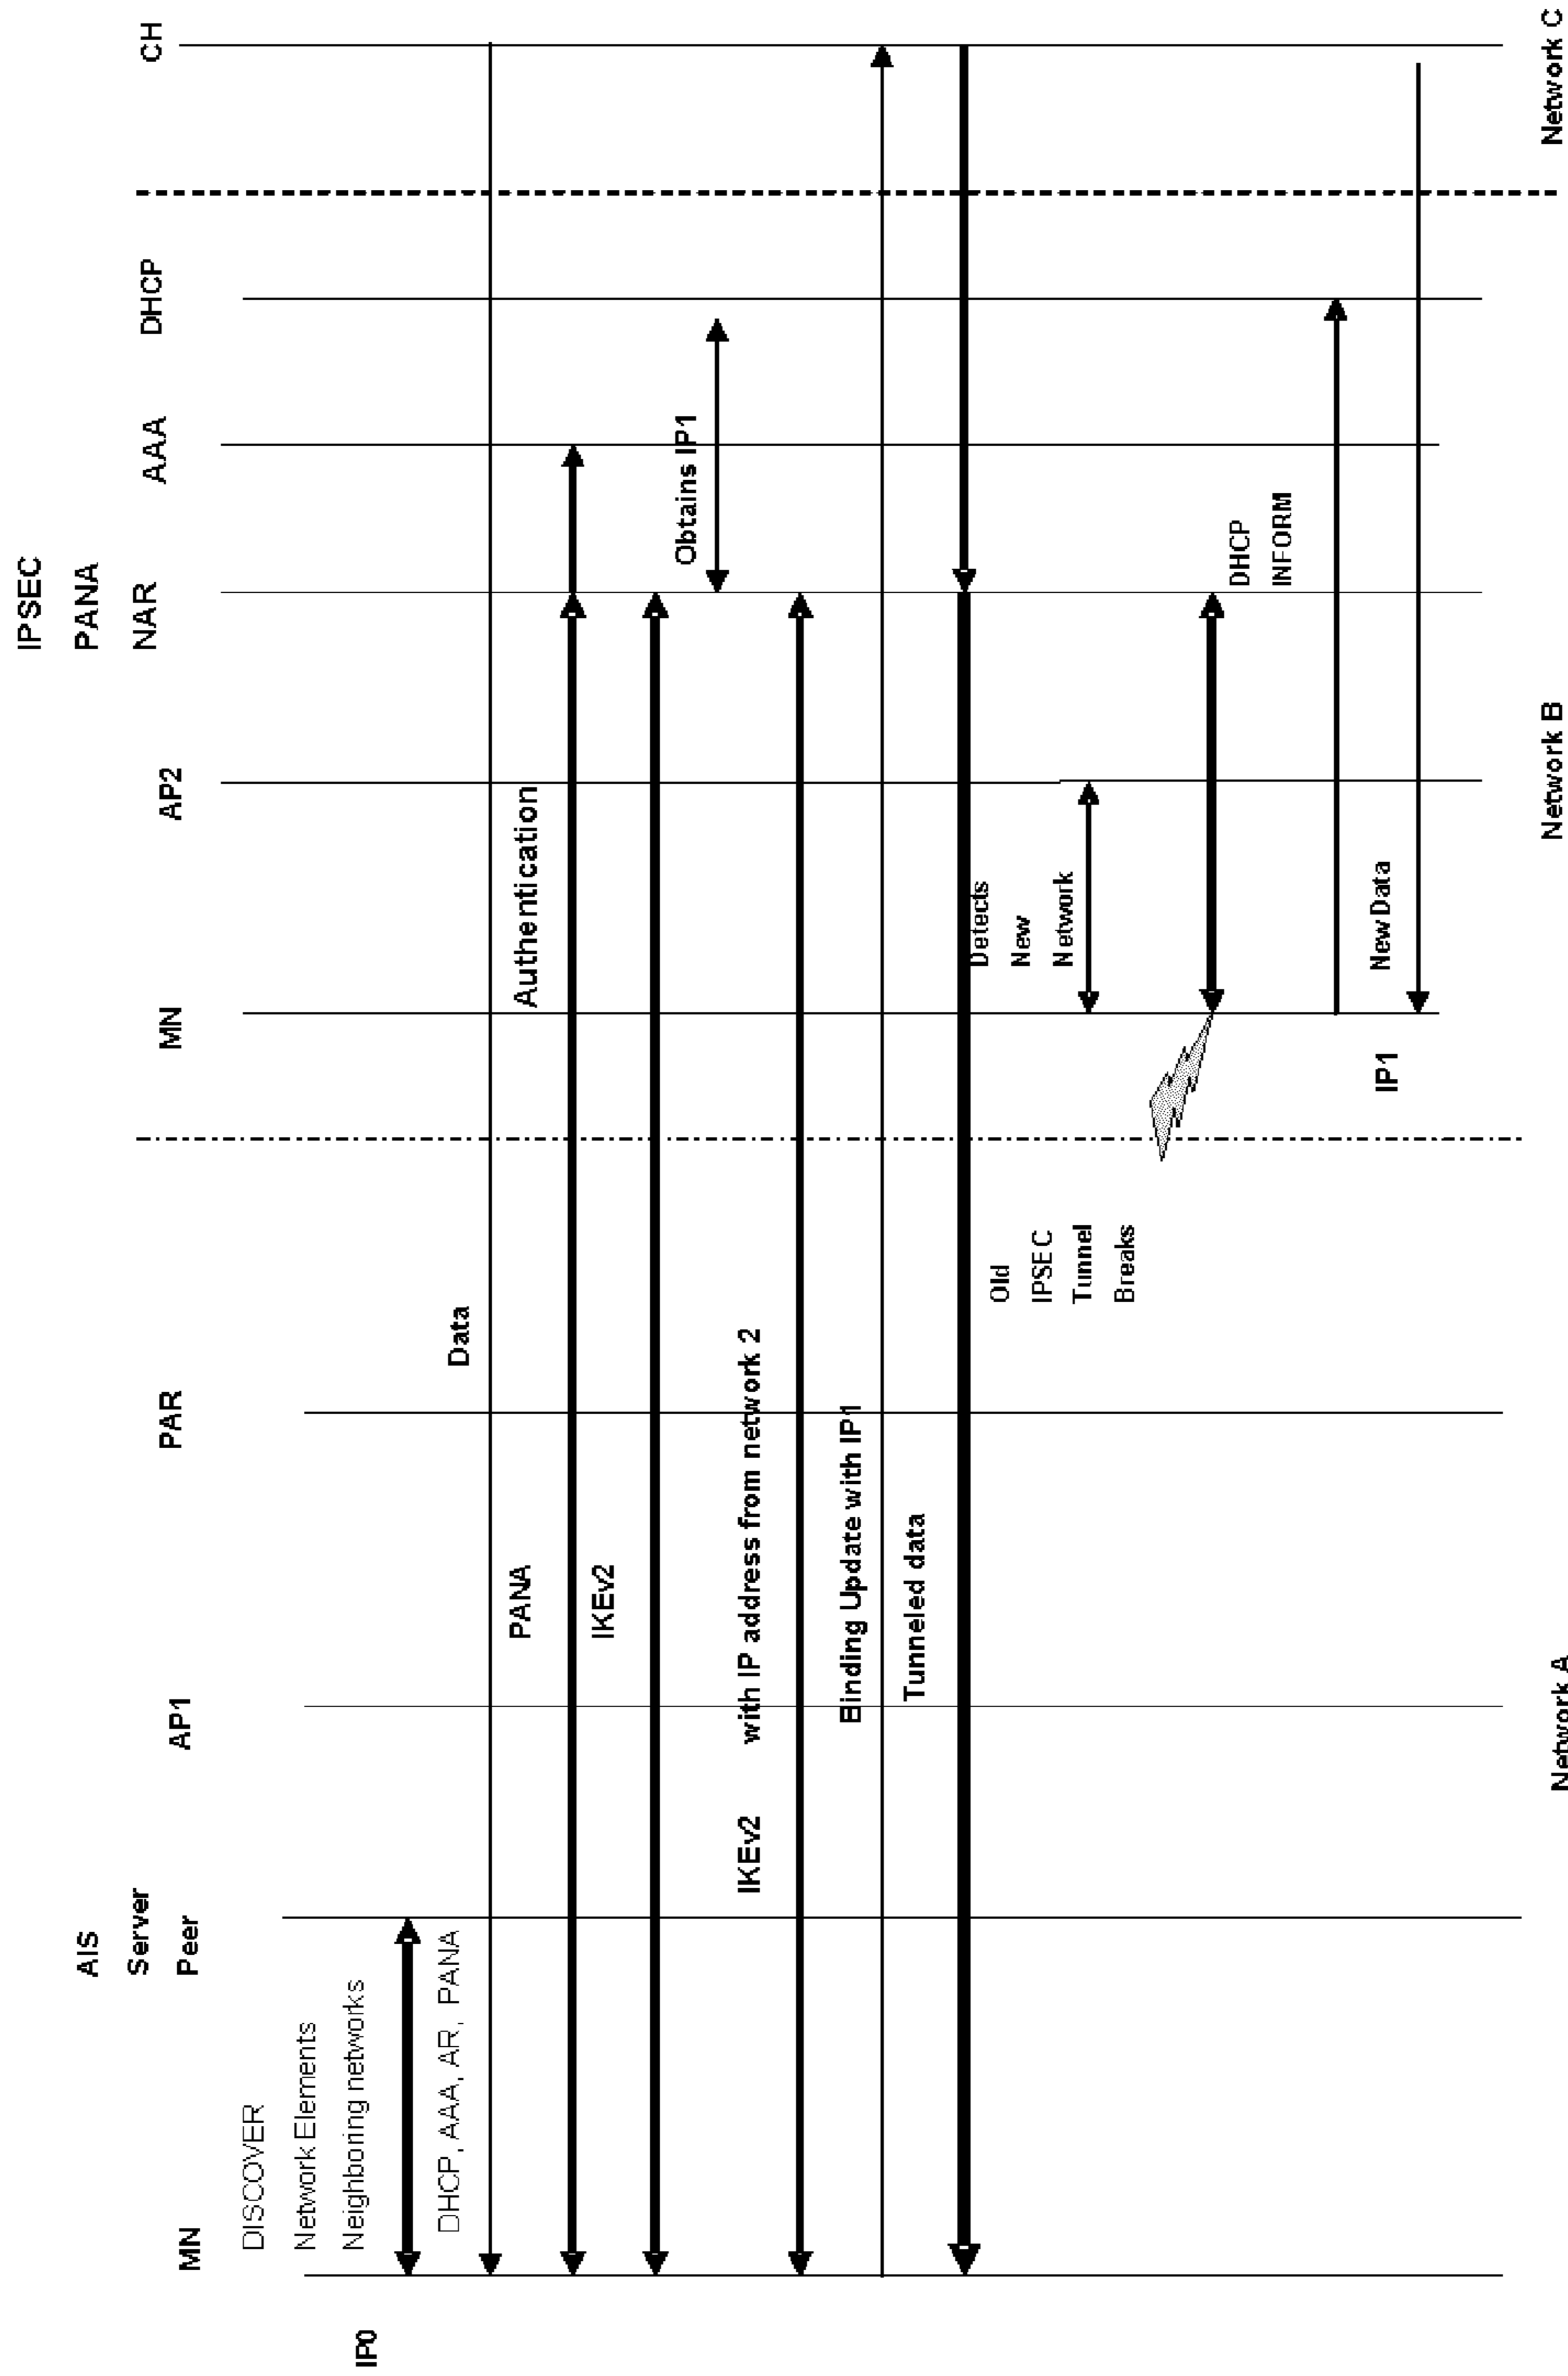 IPSEC
PANA
NAR
AIS
Server
Peer
MN
AP1
PAR
MN
AP2
AAA
DHCP
CH
IP0
DISCOVER
Network Elements
Neighboring networks
DHCP, AAA, AR, PANA
Data
PANA
Authentication
IKEv2
Obtains IP1
IKEv2
with IP address from network 2
Binding Update with IP1
Tunneled data
Detects
New
Network
Old
IPSEC
Tunnel
Breaks
DHCP
INFORM
New Data
IP1
Network A
Network B
Network C